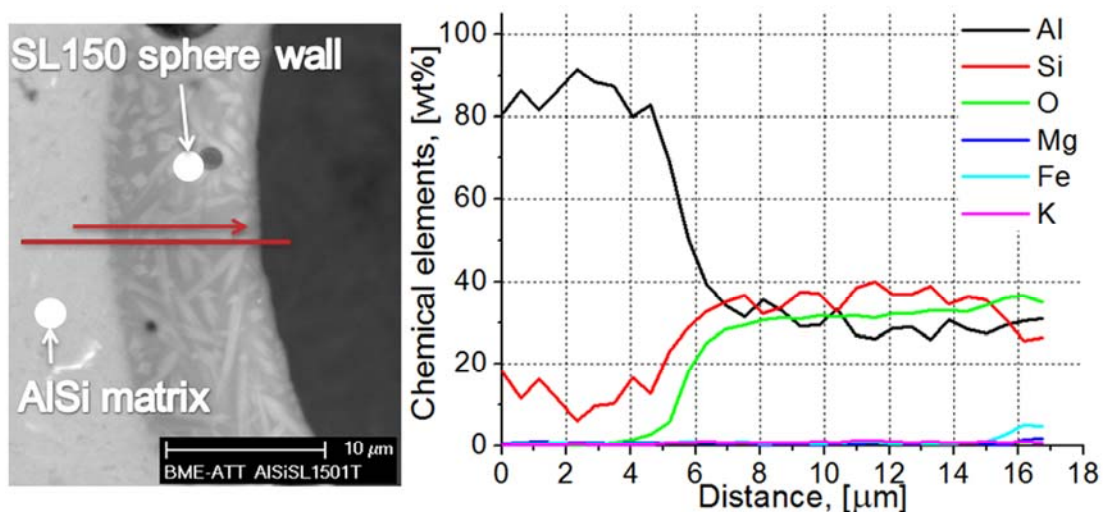 SL150 sphere wall
AlSi matrix
10 µm
BME-ATT AlSiSL1501T
Chemical elements, [wt%]
100
80
60
40
20
0
0 2 4 6 8 10 12 14 16 18
Distance, [µm]
Al
Si
O
Mg
Fe
K